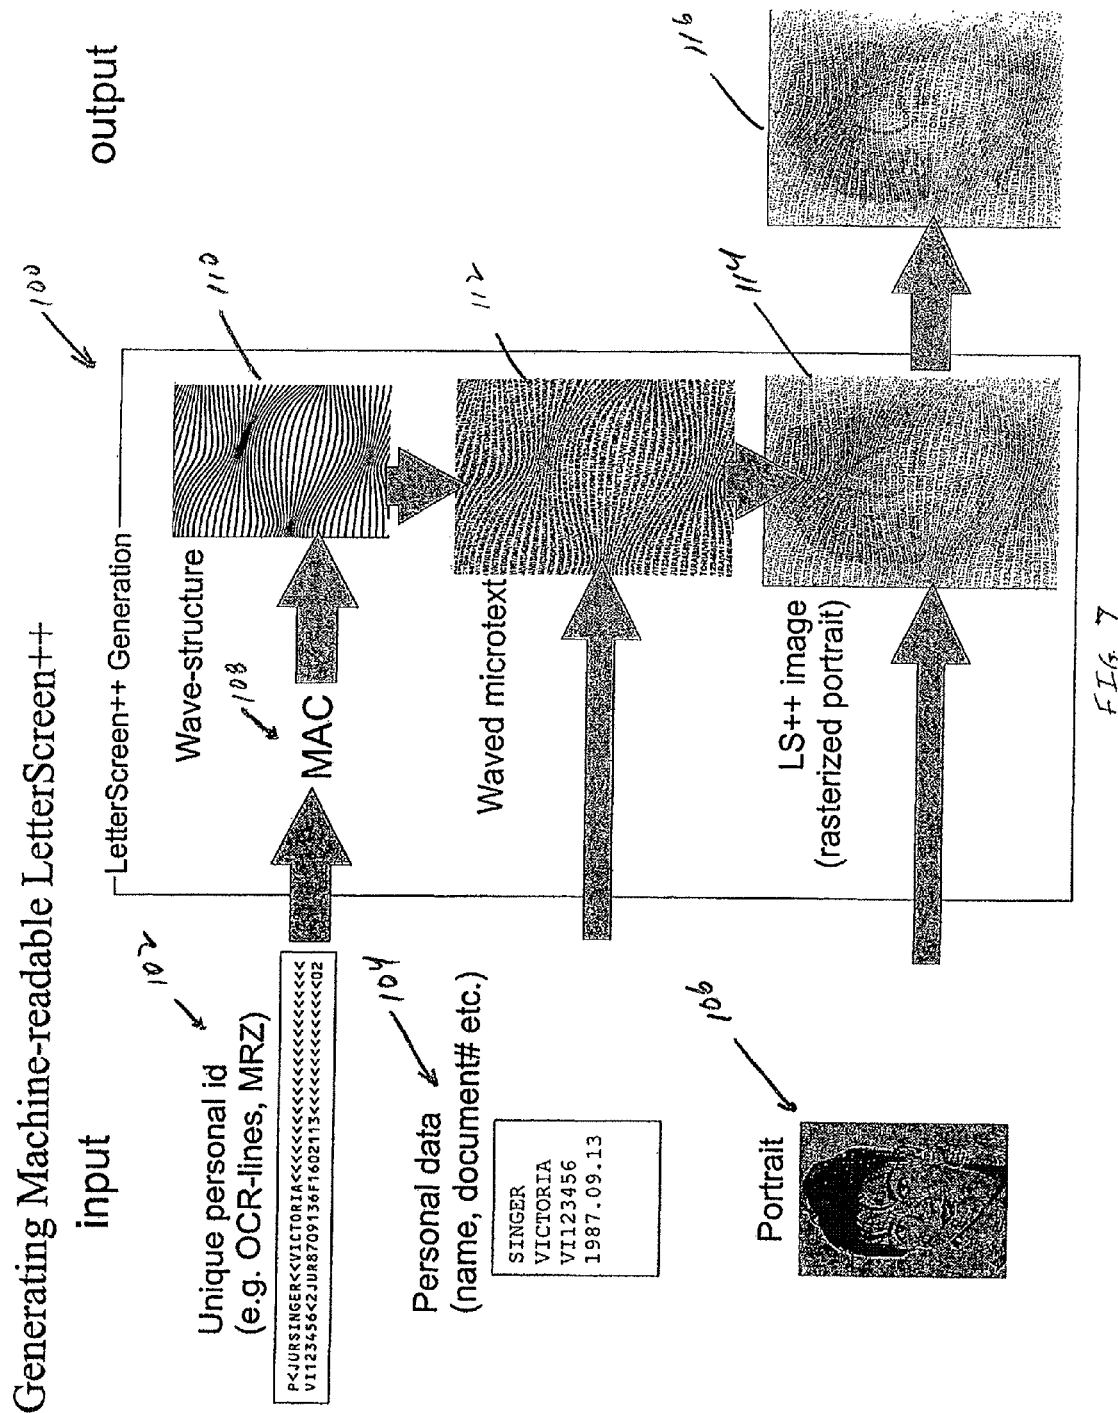 Generating Machine-readable LetterScreen++
input
output
100
LetterScreen++ Generation
102
Unique personal id
(e.g. OCR-lines, MRZ)
P<JURSINGER<<VICTORIA<<<<<<<<<<<<<<<<<<<<<<<
VI123456<2JUR8709136F1602113<<<<<<<<<<<<<<02
108
MAC
Wave-structure
110
104
Personal data
(name, document# etc.)
SINGER
VICTORIA
VI123456
1987.09.13
Waved microtext
112
106
Portrait
LS++ image
(rasterized portrait)
114
116
FIG. 7